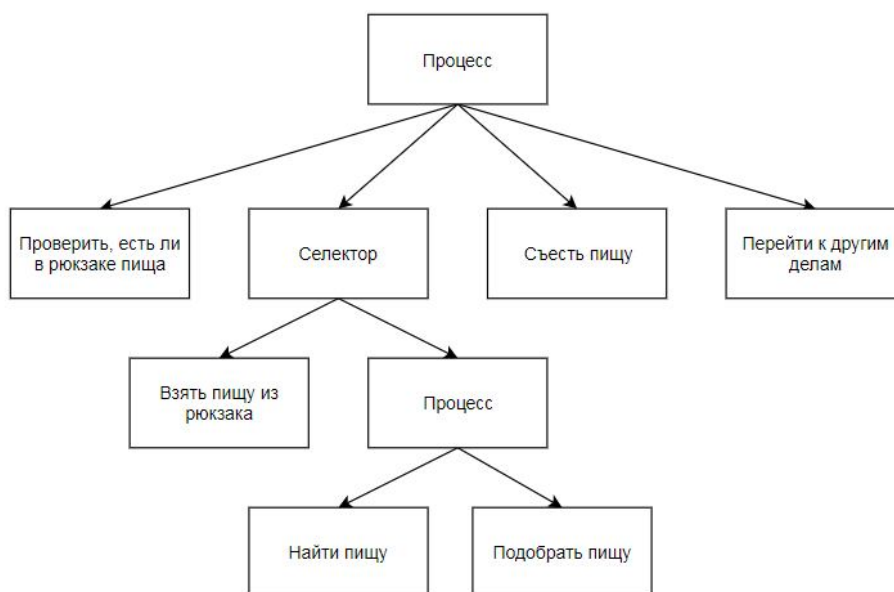 Процесс
Проверить, есть ли
в рюкзаке пища
Селектор
Съесть пищу
Перейти к другим
делам
Взять пищу из
рюкзака
Процесс
Найти пищу
Подобрать пищу